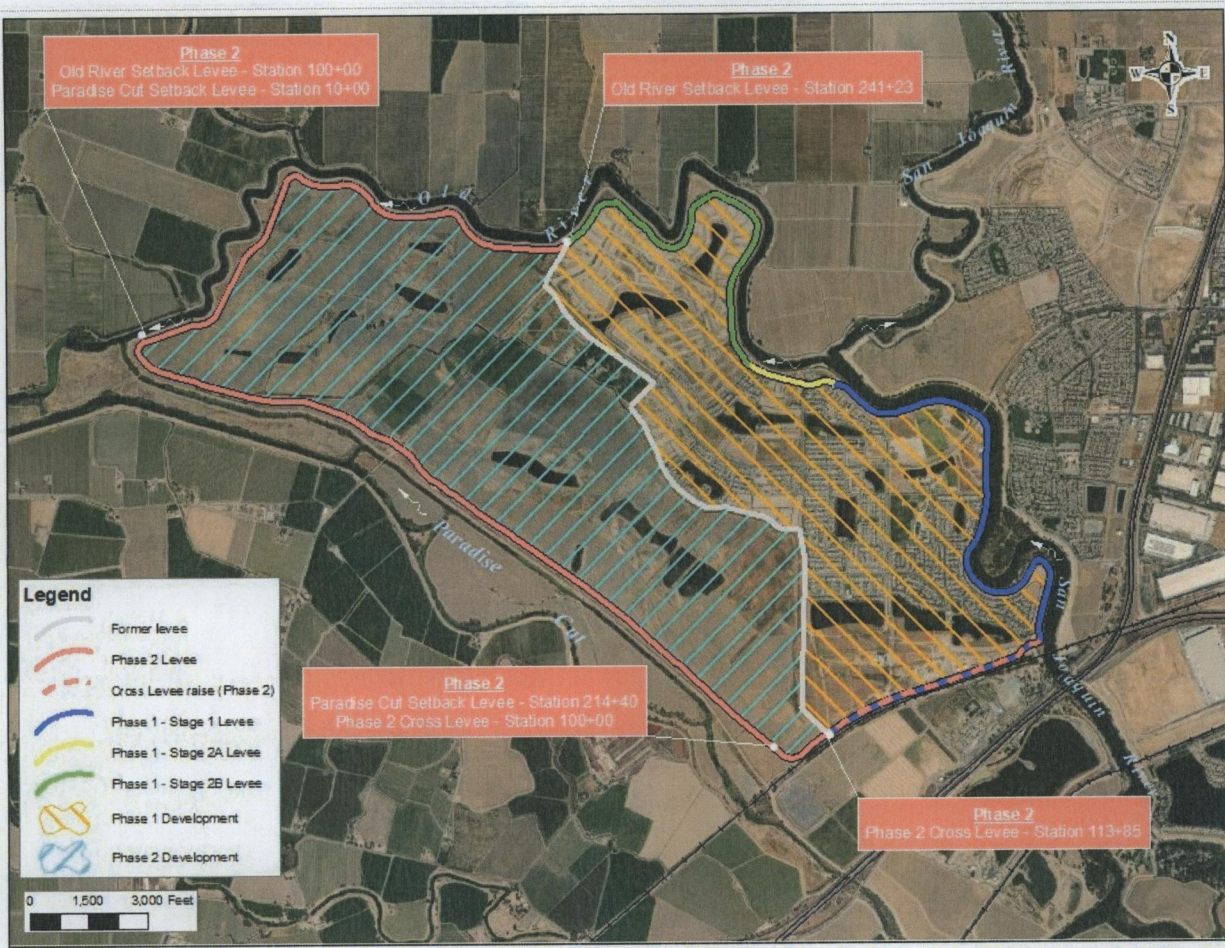 Phase 2
Old River Setback Levee - Station 100+00
Paradise Cut Setback Levee - Station 10+00
Phase 2
Old River Setback Levee - Station 241+23
N
W E
S
San Joaquin River
Old River
Paradise Cut
San Joaquin River
Legend
Former levee
Phase 2 Levee
Cross Levee raise (Phase 2)
Phase 1 - Stage 1 Levee
Phase 1 - Stage 2A Levee
Phase 1 - Stage 2B Levee
Phase 1 Development
Phase 2 Development
0 1,500 3,000 Feet
Phase 2
Paradise Cut Setback Levee - Station 214+40
Phase 2 Cross Levee - Station 100+00
Phase 2
Phase 2 Cross Levee - Station 113+85